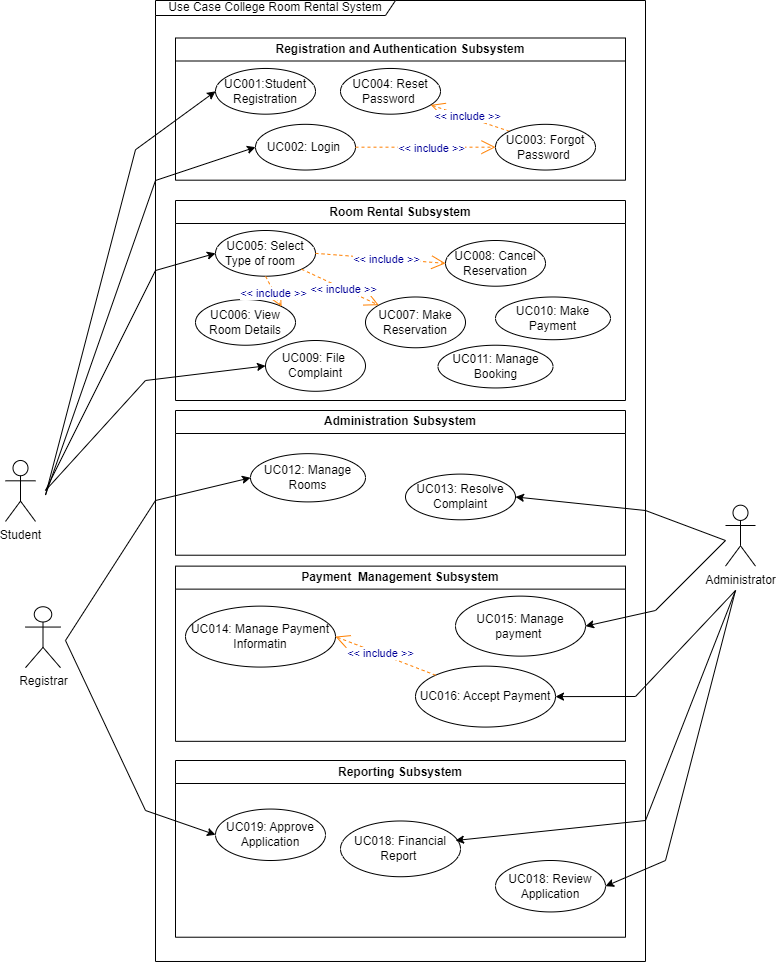 Use Case College Room Rental System
Registration and Authentication Subsystem
UC001:Student
Registration
UC004: Reset
Password
<< include >>
UC002: Login
<< include >>
UC003: Forgot
Password
Room Rental Subsystem
UC005: Select
Type of room
<< include >>
UC008: Cancel
Reservation
<< include >>
<< include >>
UC006: View
Room Details
UC007: Make
Reservation
UC010: Make
Payment
UC009: File
Complaint
UC011: Manage
Booking
Administration Subsystem
UC012: Manage
Rooms
UC013: Resolve
Complaint
Student
Administrator
Payment Management Subsystem
UC014: Manage Payment
Informatin
UC015: Manage
payment
<< include >>
UC016: Accept Payment
Registrar
Reporting Subsystem
UC019: Approve
Application
UC018: Financial
Report
UC018: Review
Application